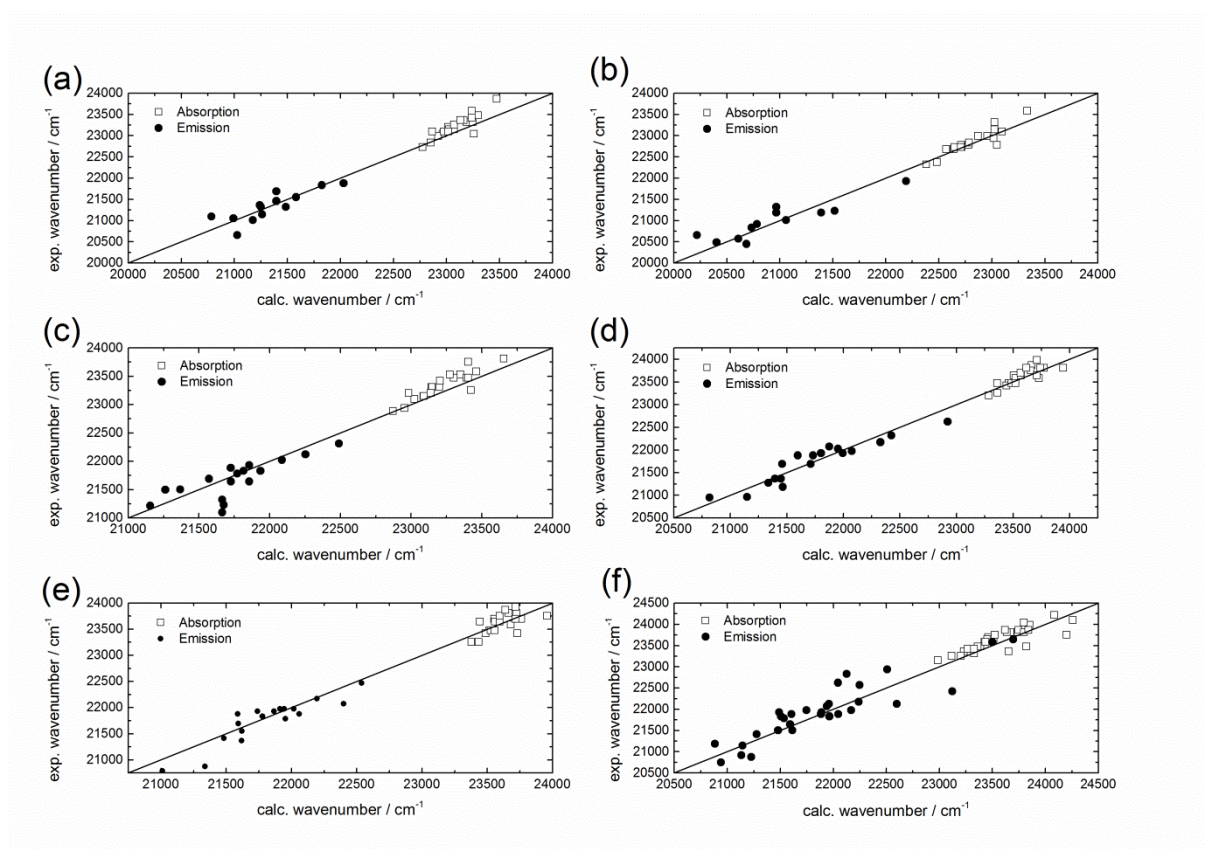 (a)
24000
23500
23000
22500
22000
21500
21000
20500
20000
exp. wavenumber / cm⁻¹
Absorption
Emission
20000 20500 21000 21500 22000 22500 23000 23500 24000
calc. wavenumber / cm⁻¹
(b)
24000
23500
23000
22500
22000
21500
21000
20500
20000
exp. wavenumber / cm⁻¹
Absorption
Emission
20000 20500 21000 21500 22000 22500 23000 23500 24000
calc. wavenumber / cm⁻¹
(c)
24000
23500
23000
22500
22000
21500
21000
exp. wavenumber / cm⁻¹
Absorption
Emission
21000 21500 22000 22500 23000 23500 24000
calc. wavenumber / cm⁻¹
(d)
24000
23500
23000
22500
22000
21500
21000
20500
exp. wavenumber / cm⁻¹
Absorption
Emission
20500 21000 21500 22000 22500 23000 23500 24000
calc. wavenumber / cm⁻¹
(e)
24000
23500
23000
22500
22000
21500
21000
exp. wavenumber / cm⁻¹
Absorption
Emission
21000 21500 22000 22500 23000 23500 24000
calc. wavenumber / cm⁻¹
(f)
24500
24000
23500
23000
22500
22000
21500
21000
20500
exp. wavenumber / cm⁻¹
Absorption
Emission
20500 21000 21500 22000 22500 23000 23500 24000 24500
calc. wavenumber / cm⁻¹